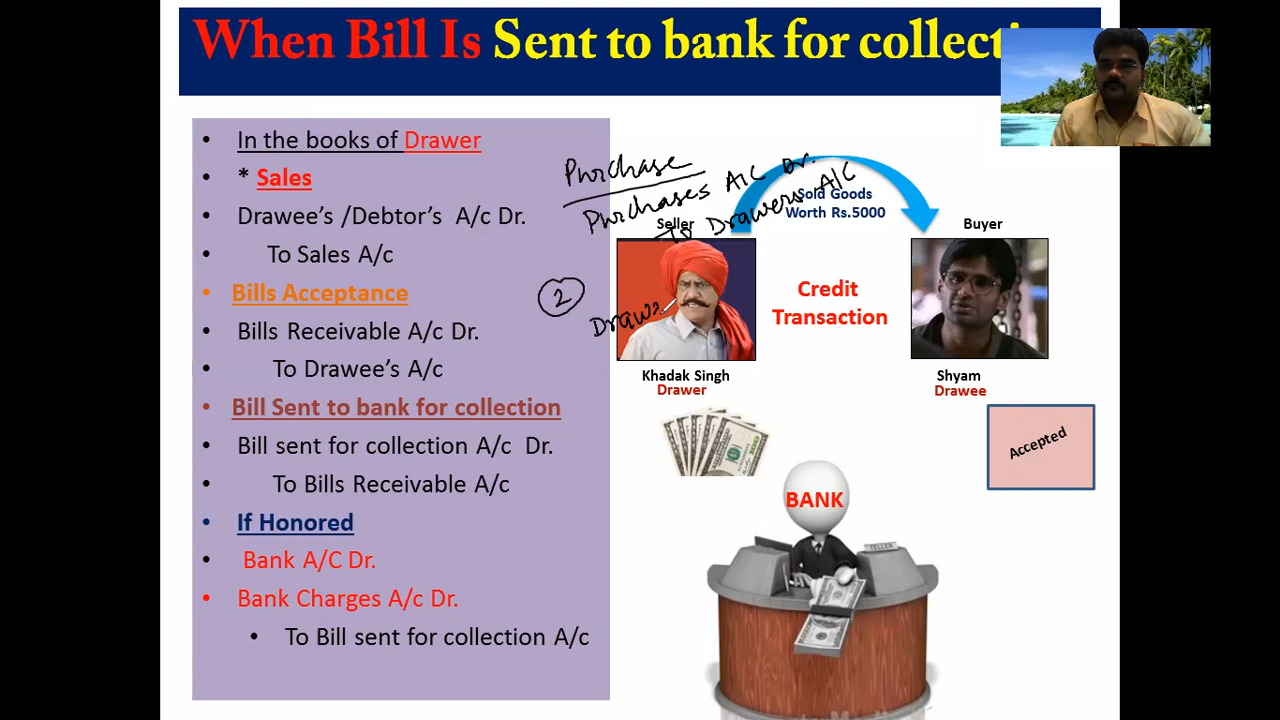 When Bill Is Sent to bank for collecti
• In the books of Drawer
• * Sales
• Drawee's /Debtor's A/c Dr.
• To Sales A/c
• Bills Acceptance
• Bills Receivable A/c Dr.
• To Drawee's A/c
• Bill Sent to bank for collection
• Bill sent for collection A/c Dr.
• To Bills Receivable A/c
• If Honored
• Bank A/C Dr.
• Bank Charges A/c Dr.
• To Bill sent for collection A/c
Purchase
Purchases A/C Dr.
To Drawers A/C
2
Draws
Sold Goods
Worth Rs.5000
Seller
Buyer
Credit
Transaction
Khadak Singh
Drawer
Shyam
Drawee
Accepted
BANK
TELLER